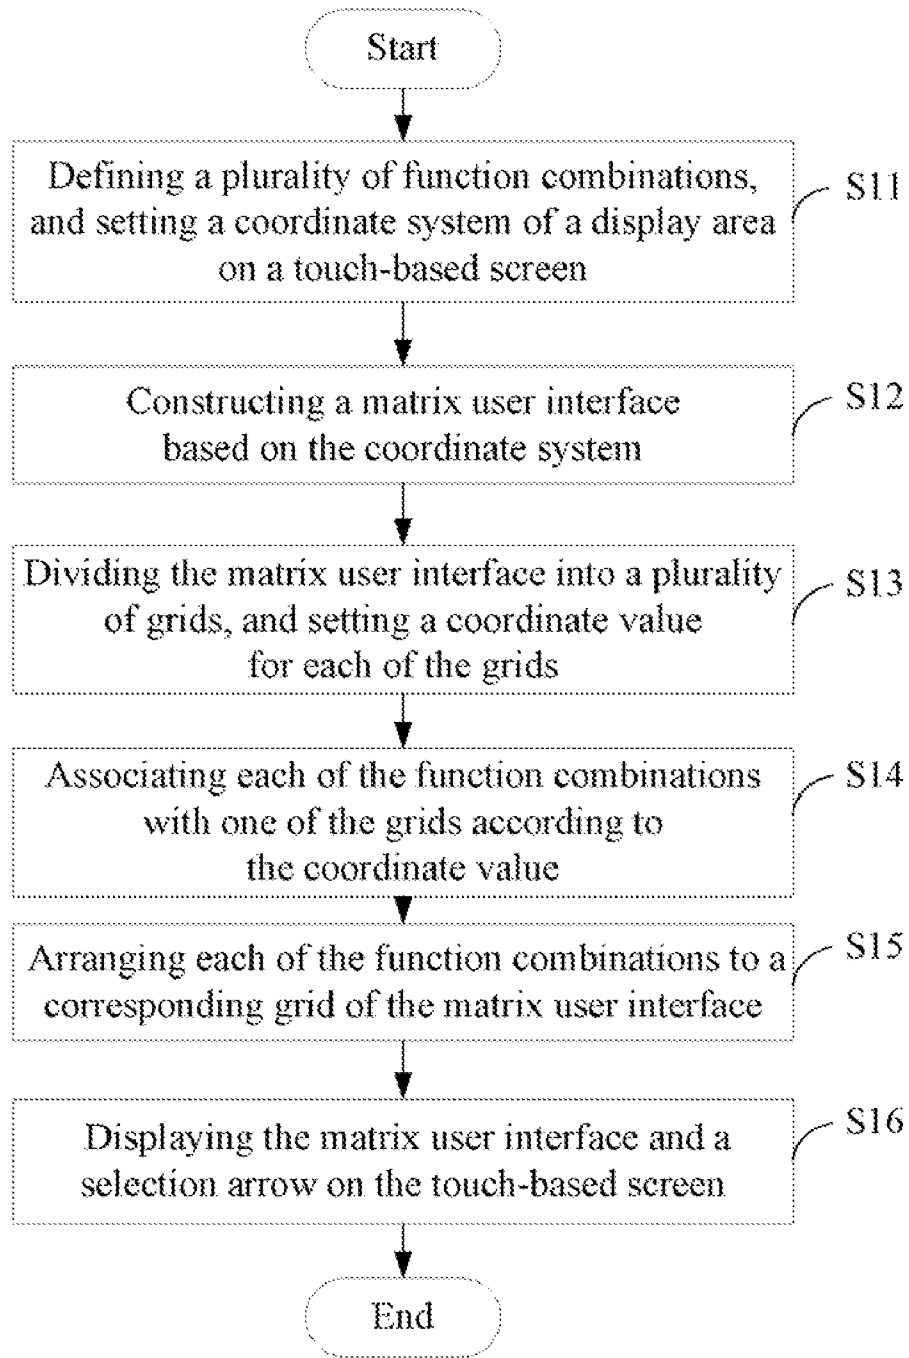 Start
Defining a plurality of function combinations,
and setting a coordinate system of a display area
on a touch-based screen
S11
Constructing a matrix user interface
based on the coordinate system
S12
Dividing the matrix user interface into a plurality
of grids, and setting a coordinate value
for each of the grids
S13
Associating each of the function combinations
with one of the grids according to
the coordinate value
S14
Arranging each of the function combinations to a
corresponding grid of the matrix user interface
S15
Displaying the matrix user interface and a
selection arrow on the touch-based screen
S16
End